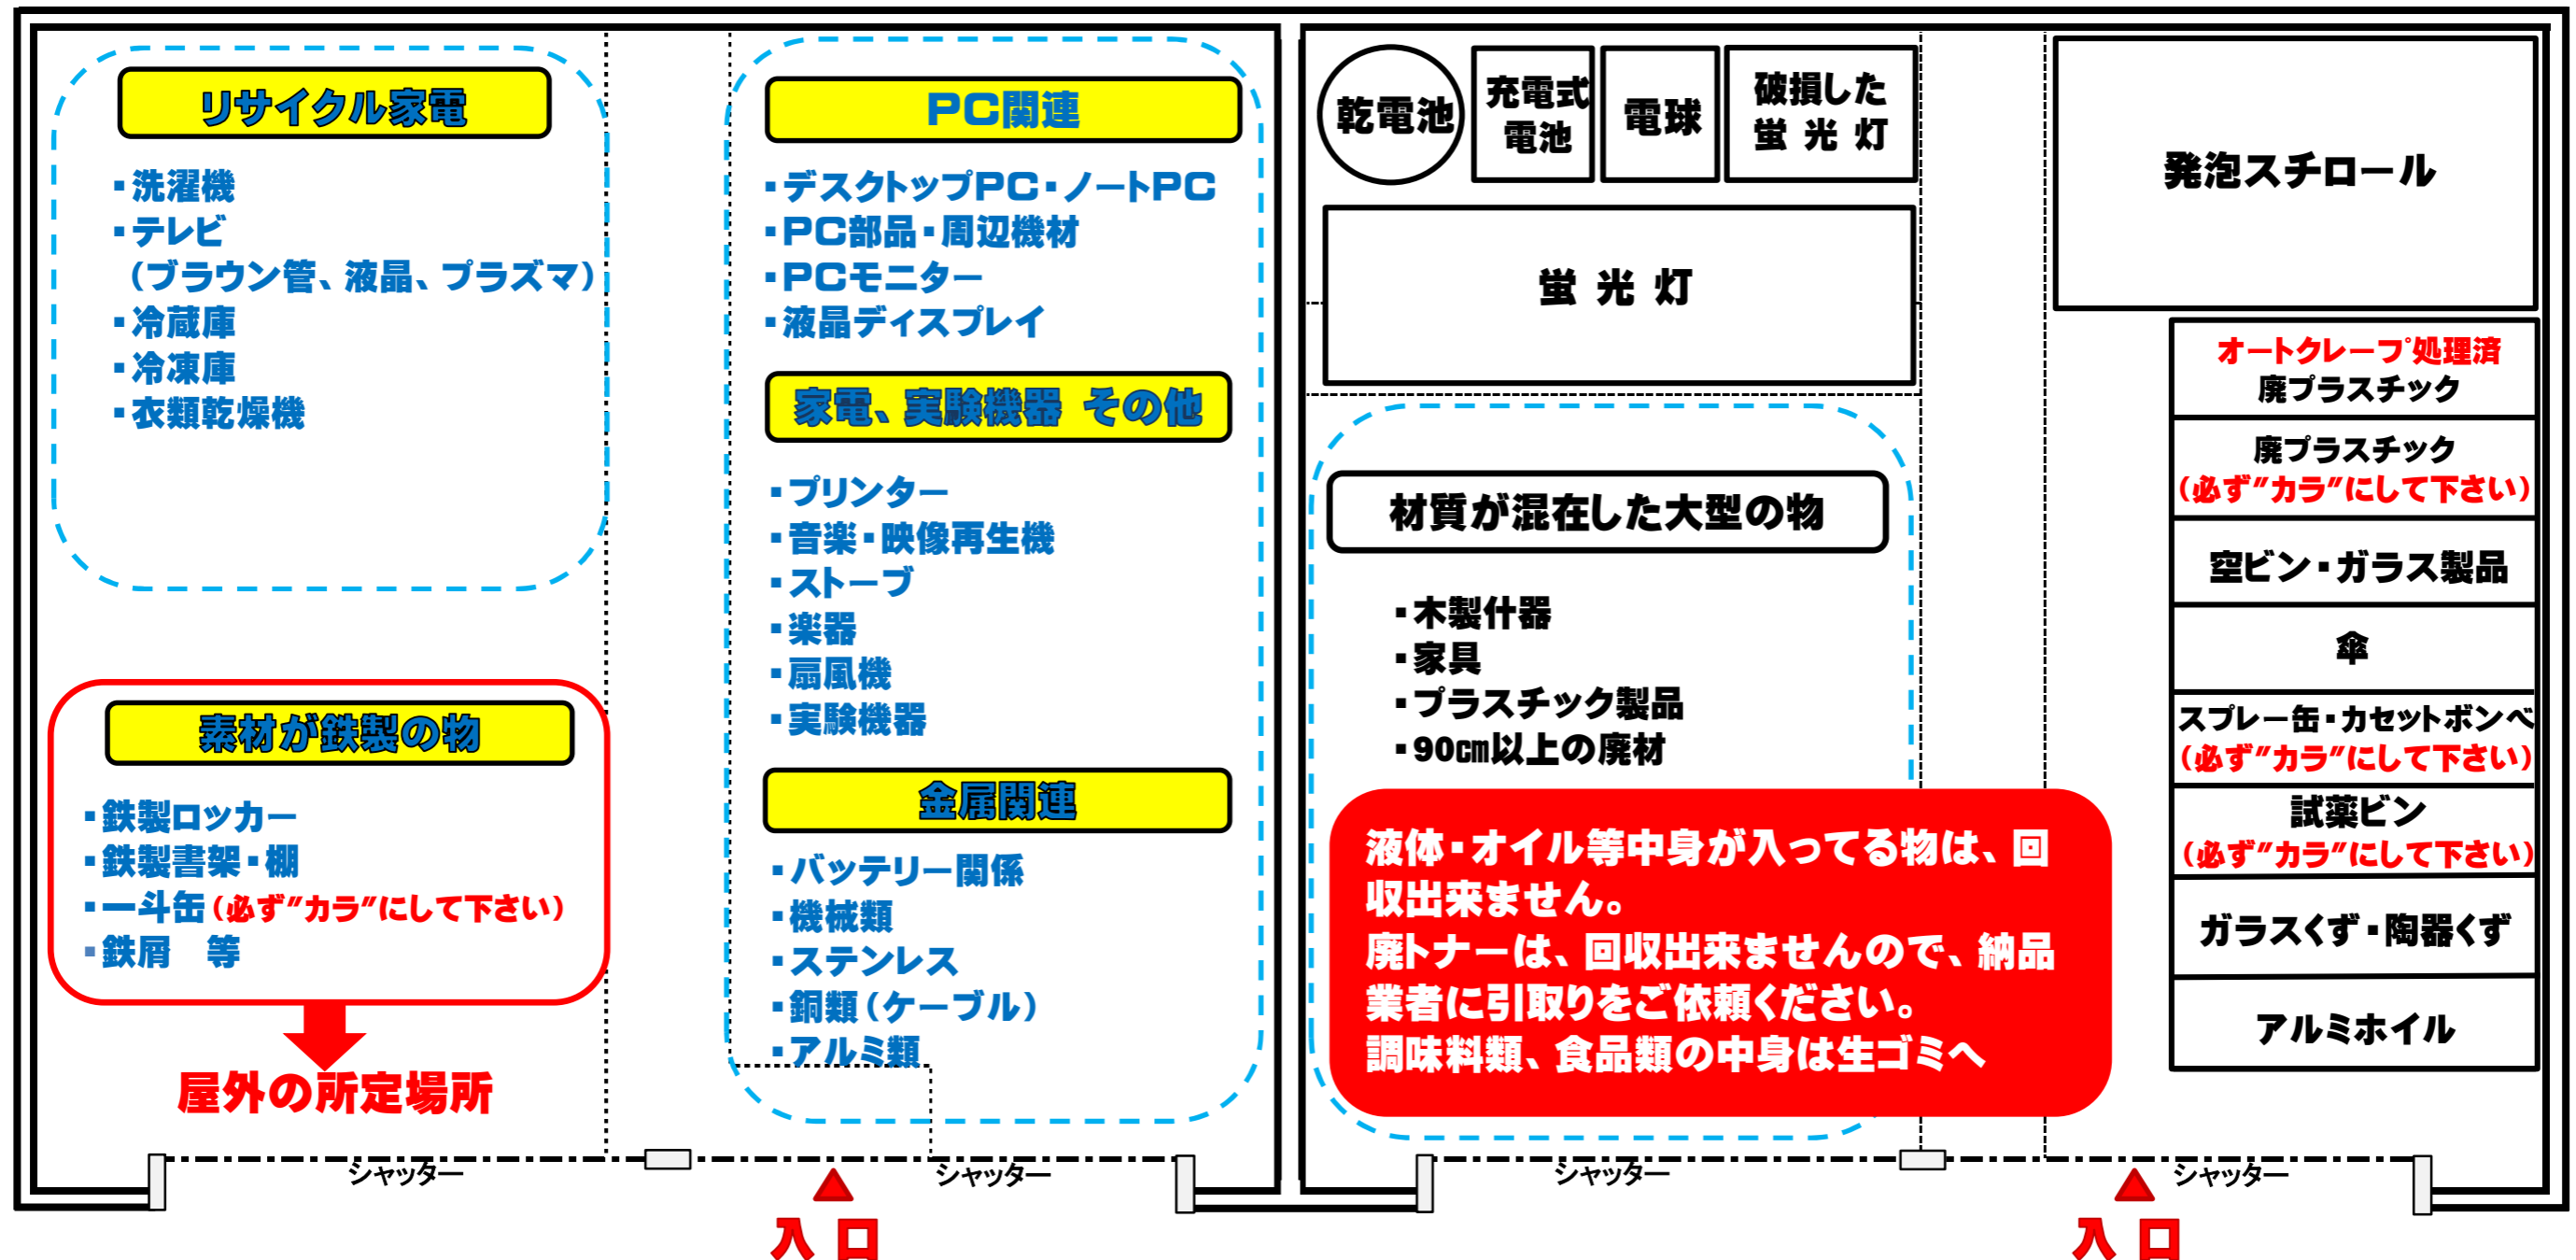 リサイクル家電
▪洗濯機
▪テレビ
（ブラウン管、液晶、プラズマ）
▪冷蔵庫
▪冷凍庫
▪衣類乾燥機
素材が鉄製の物
▪鉄製ロッカー
▪鉄製書架▪棚
▪一斗缶（必ず″カラ″にして下さい）
▪鉄屑　等
屋外の所定場所
PC関連
▪デスクトップPC▪ノートPC
▪PC部品▪周辺機材
▪PCモニター
▪液晶ディスプレイ
家電、実験機器 その他
▪プリンター
▪音楽▪映像再生機
▪ストーブ
▪楽器
▪扇風機
▪実験機器
金属関連
▪バッテリー関係
▪機械類
▪ステンレス
▪銅類（ケーブル）
▪アルミ類
シャッター
シャッター
入 口
乾電池
充電式
電池
電球
破損した
蛍 光 灯
蛍 光 灯
材質が混在した大型の物
▪木製什器
▪家具
▪プラスチック製品
▪90㎝以上の廃材
液体▪オイル等中身が入ってる物は、回
収出来ません。
廃トナーは、回収出来ませんので、納品
業者に引取りをご依頼ください。
調味料類、食品類の中身は生ゴミへ
発泡スチロール
オートクレープ処理済
廃プラスチック
廃プラスチック
（必ず″カラ″にして下さい）
空ビン▪ガラス製品
傘
スプレー缶▪カセットボンベ
（必ず″カラ″にして下さい）
試薬ビン
（必ず″カラ″にして下さい）
ガラスくず▪陶器くず
アルミホイル
シャッター
シャッター
入 口